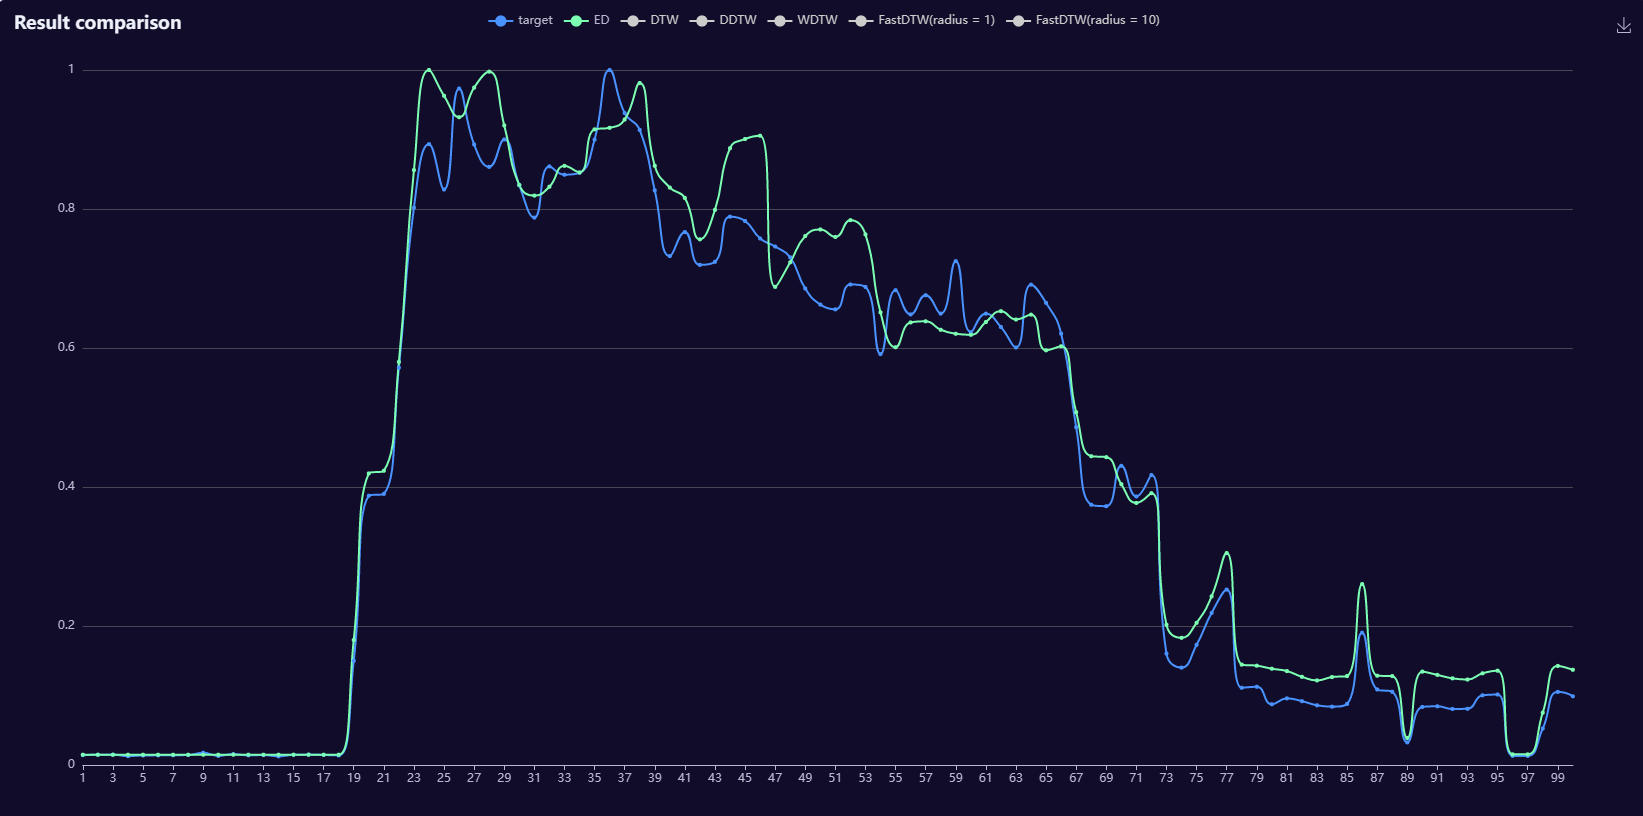 Result comparison
target ED DTW DDTW WDTW FastDTW(radius = 1) FastDTW(radius = 10)
1
0.8
0.6
0.4
0.2
0
1 3 5 7 9 11 13 15 17 19 21 23 25 27 29 31 33 35 37 39 41 43 45 47 49 51 53 55 57 59 61 63 65 67 69 71 73 75 77 79 81 83 85 87 89 91 93 95 97 99